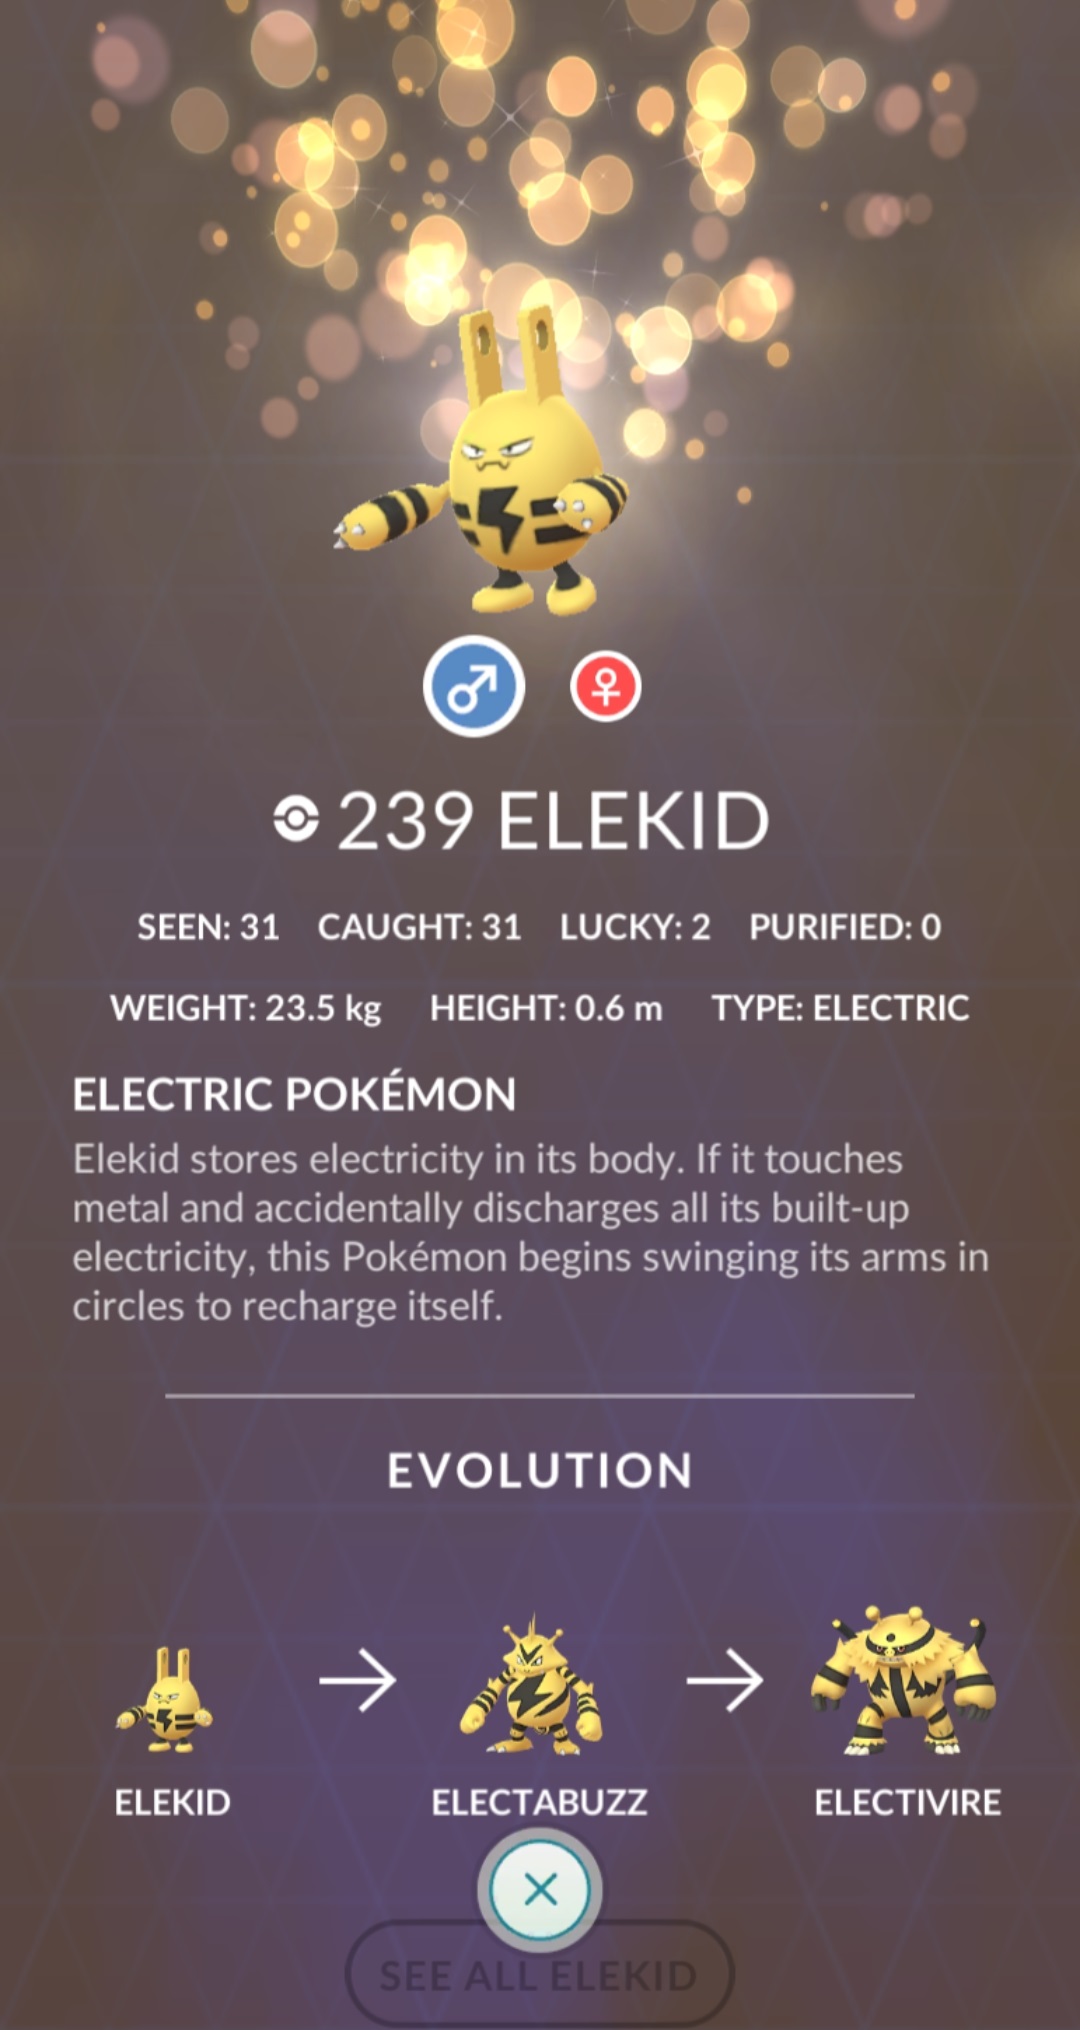 239 ELEKID
SEEN: 31 CAUGHT: 31 LUCKY: 2 PURIFIED: 0
WEIGHT: 23.5 kg HEIGHT: 0.6 m TYPE: ELECTRIC
ELECTRIC POKÉMON
Elekid stores electricity in its body. If it touches
metal and accidentally discharges all its built-up
electricity, this Pokémon begins swinging its arms in
circles to recharge itself.
EVOLUTION
ELEKID ELECTABUZZ ELECTIVIRE
SEE ALL ELEKID